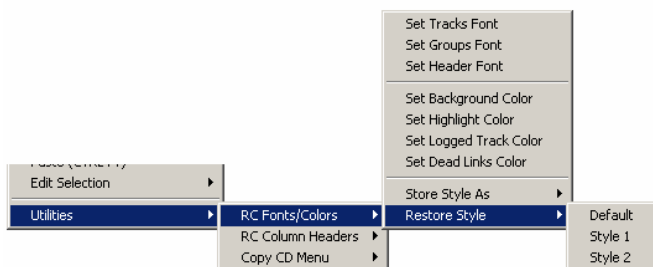 Set Tracks Font
Set Groups Font
Set Header Font
Set Background Color
Set Highlight Color
Set Logged Track Color
Set Dead Links Color
Store Style As
Edit Selection
Utilities
RC Fonts/Colors
Restore Style
Default
RC Column Headers
Style 1
Copy CD Menu
Style 2